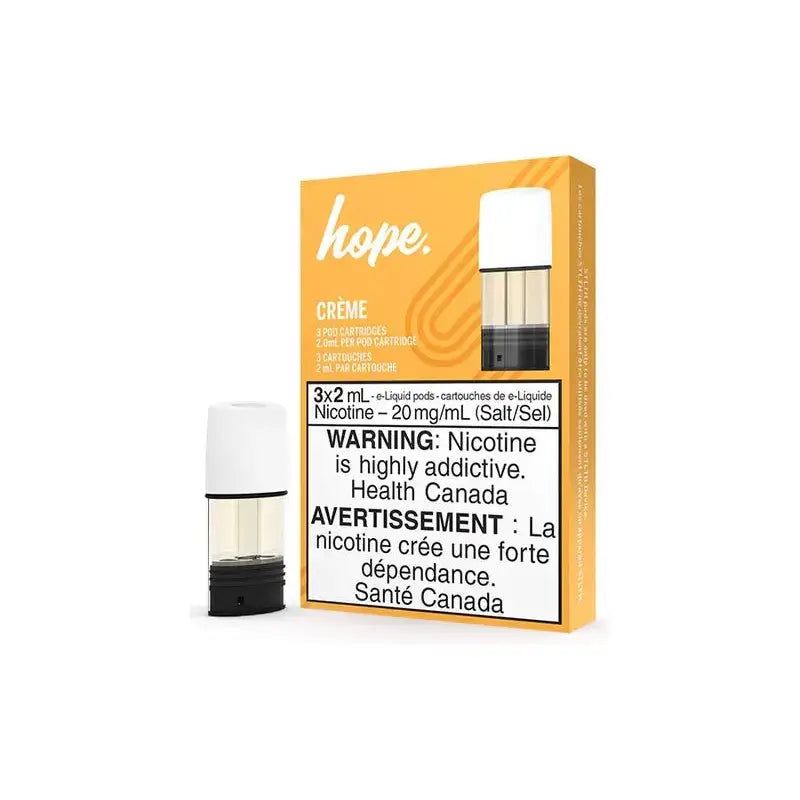 hope.
CRÈME
3 POD CARTRIDGES
2.0mL PER POD CARTRIDGE
3 CARTOUCHES
2 mL PAR CARTOUCHE
3x2 mL - e-Liquid pods - cartouches de e-Liquide
Nicotine – 20 mg/mL (Salt/Sel)
WARNING: Nicotine
is highly addictive.
Health Canada
AVERTISSEMENT : La
nicotine crée une forte
dépendance.
Santé Canada